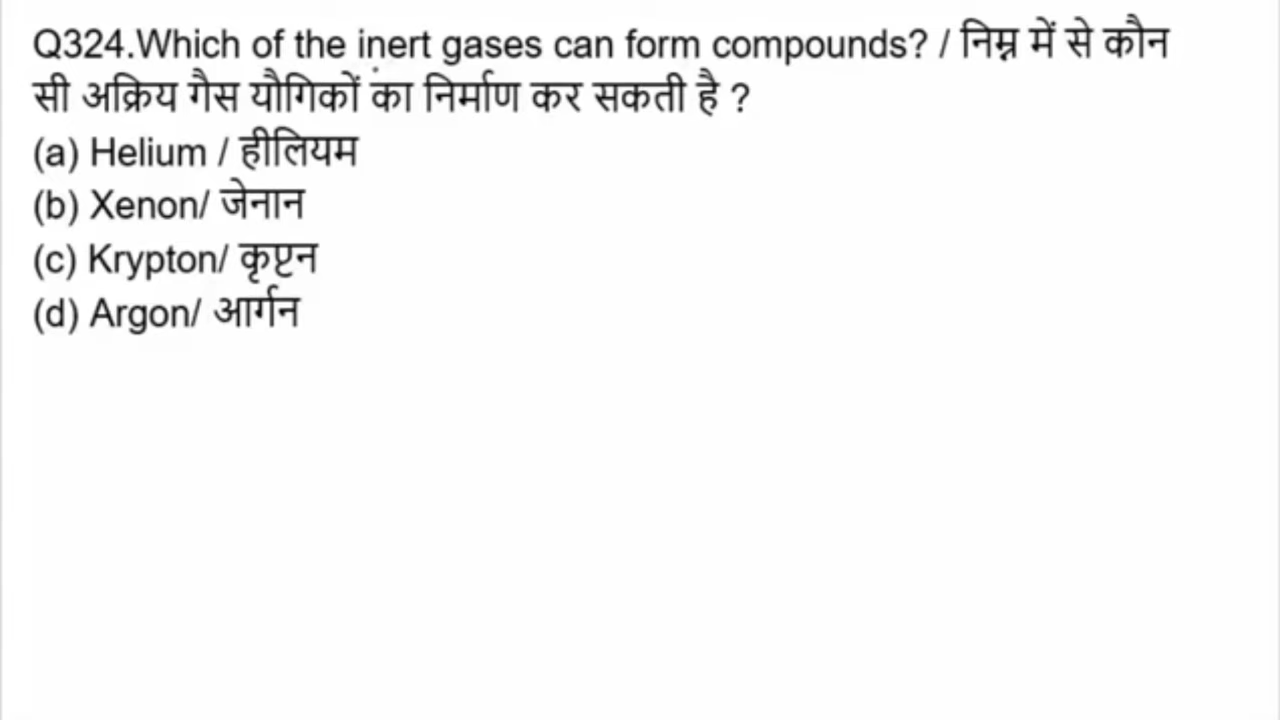 Q324.Which of the inert gases can form compounds? / निम्न में से कौन
सी अक्रिय गैस यौगिकों का निर्माण कर सकती है ?
(a) Helium / हीलियम
(b) Xenon/ जेनान
(c) Krypton/ कृप्टन
(d) Argon/ आर्गन